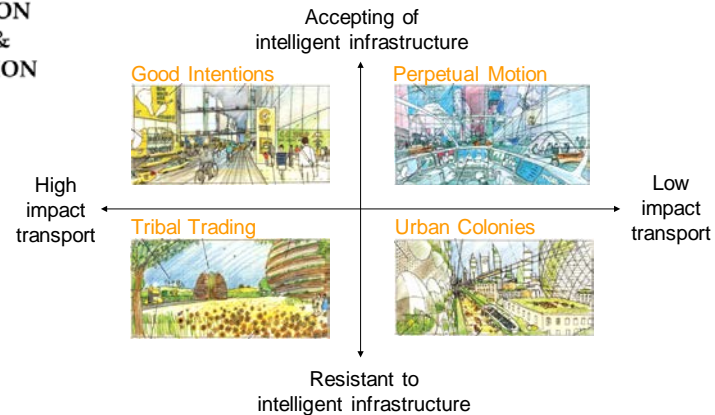 ON
&
ION
Accepting of
intelligent infrastructure
Good Intentions
Perpetual Motion
High
impact
transport
Low
impact
transport
Tribal Trading
Urban Colonies
Resistant to
intelligent infrastructure